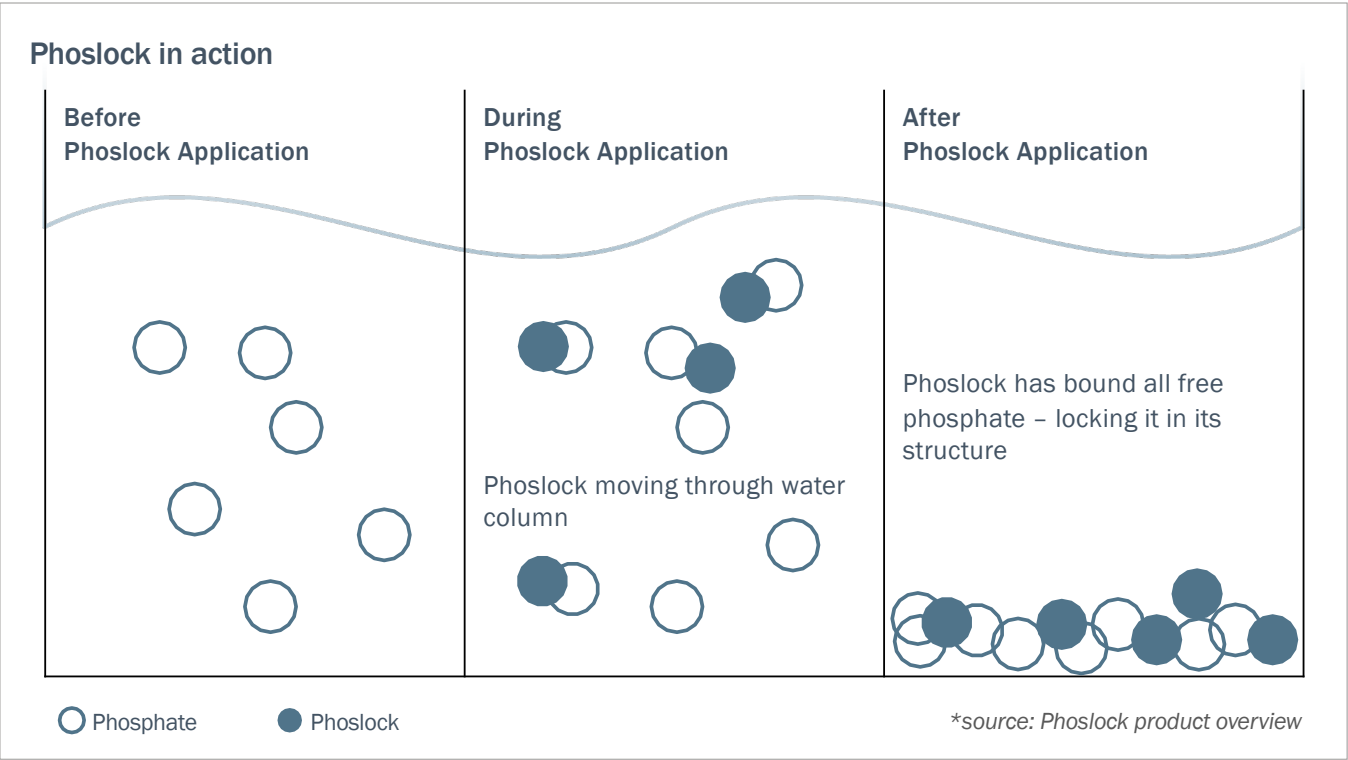 Phoslock in action
Before
Phoslock Application
During
Phoslock Application
After
Phoslock Application
Phoslock moving through water
column
Phoslock has bound all free
phosphate – locking it in its
structure
Phosphate
Phoslock
*source: Phoslock product overview